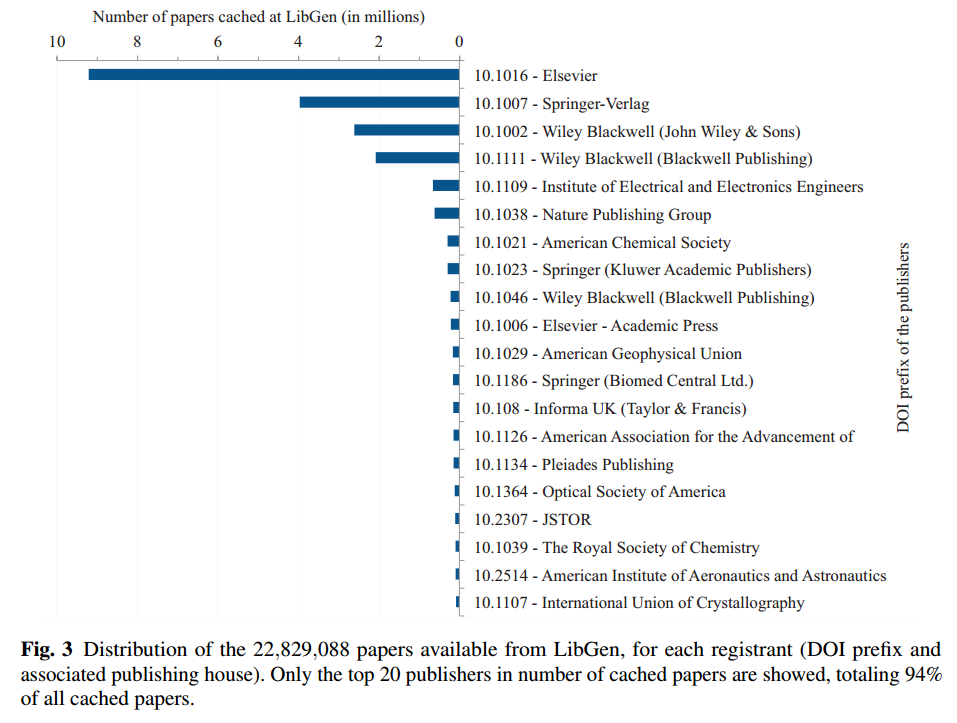 Number of papers cached at LibGen (in millions)
10 8 6 4 2 0
10.1016 - Elsevier
10.1007 - Springer-Verlag
10.1002 - Wiley Blackwell (John Wiley & Sons)
10.1111 - Wiley Blackwell (Blackwell Publishing)
10.1109 - Institute of Electrical and Electronics Engineers
10.1038 - Nature Publishing Group
10.1021 - American Chemical Society
10.1023 - Springer (Kluwer Academic Publishers)
10.1046 - Wiley Blackwell (Blackwell Publishing)
10.1006 - Elsevier - Academic Press
10.1029 - American Geophysical Union
10.1186 - Springer (Biomed Central Ltd.)
10.108 - Informa UK (Taylor & Francis)
10.1126 - American Association for the Advancement of
10.1134 - Pleiades Publishing
10.1364 - Optical Society of America
10.2307 - JSTOR
10.1039 - The Royal Society of Chemistry
10.2514 - American Institute of Aeronautics and Astronautics
10.1107 - International Union of Crystallography
DOI prefix of the publishers
Fig. 3 Distribution of the 22,829,088 papers available from LibGen, for each registrant (DOI prefix and
associated publishing house). Only the top 20 publishers in number of cached papers are showed, totaling 94%
of all cached papers.